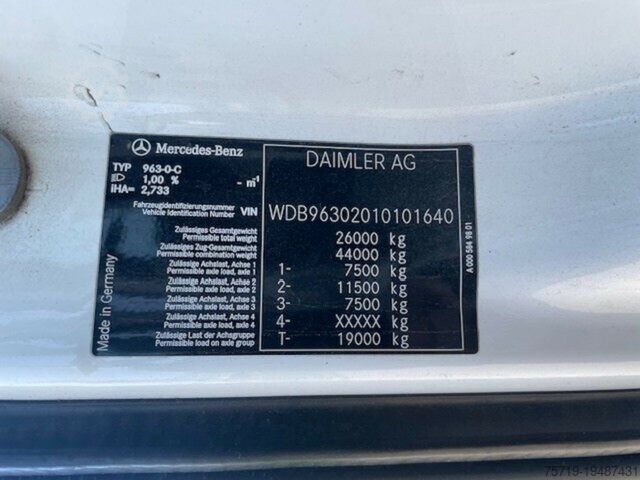 Mercedes-Benz
TYP 963-0-C
1,00 % - m⁻¹
IHA= 2,733
Fahrzeugidentifizierungsnummer
Vehicle Identification Number VIN
Zulässiges Gesamtgewicht
Permissible total weight
Zulässiges Zug-Gesamtgewicht
Permissible combination weight
Zulässige Achslast, Achse 1
Permissible axle load, axle 1
Zulässige Achslast, Achse 2
Permissible axle load, axle 2
Zulässige Achslast, Achse 3
Permissible axle load, axle 3
Zulässige Achslast, Achse 4
Permissible axle load, axle 4
Zulässige Last der Achsgruppe
Permissible load on axle group
Made in Germany
DAIMLER AG
WDB96302010101640
26000 kg
44000 kg
1- 7500 kg
2- 11500 kg
3- 7500 kg
4- XXXXX kg
T- 19000 kg
A 000 584 98 01
75719-19487431